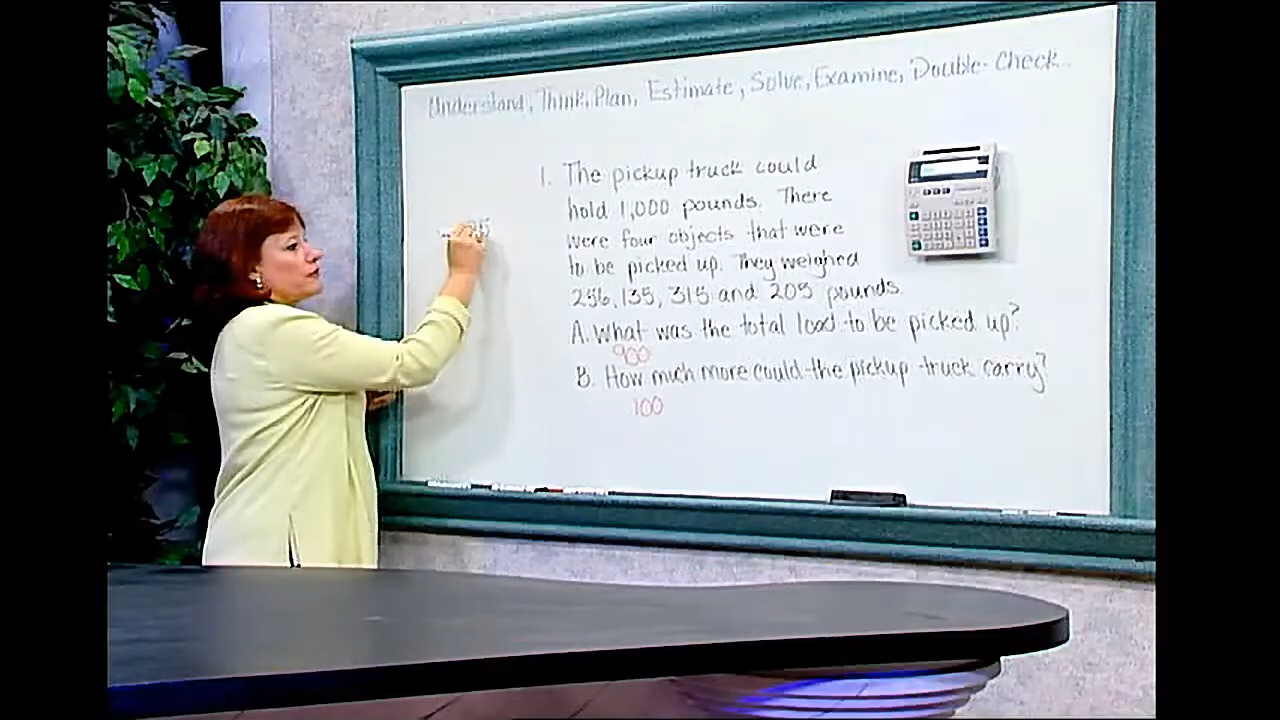 Understand, Think, Plan, Estimate, Solve, Examine, Double-Check
1. The pickup truck could
hold 1,000 pounds. There
were four objects that were
to be picked up. They weighed
256, 135, 315 and 205 pounds.
A. What was the total load to be picked up?
900
B. How much more could the pickup truck carry?
100